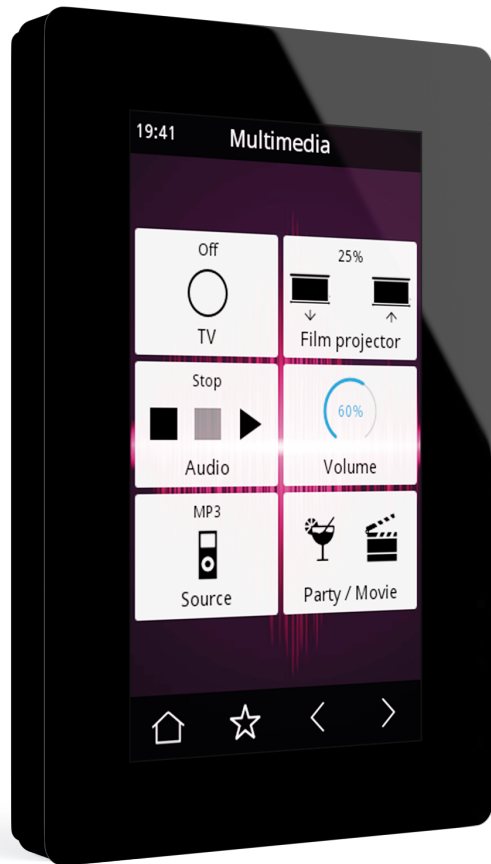 19:41 Multimedia
Off
TV
25%
Film projector
Stop
Audio
60%
Volume
MP3
Source
Party / Movie